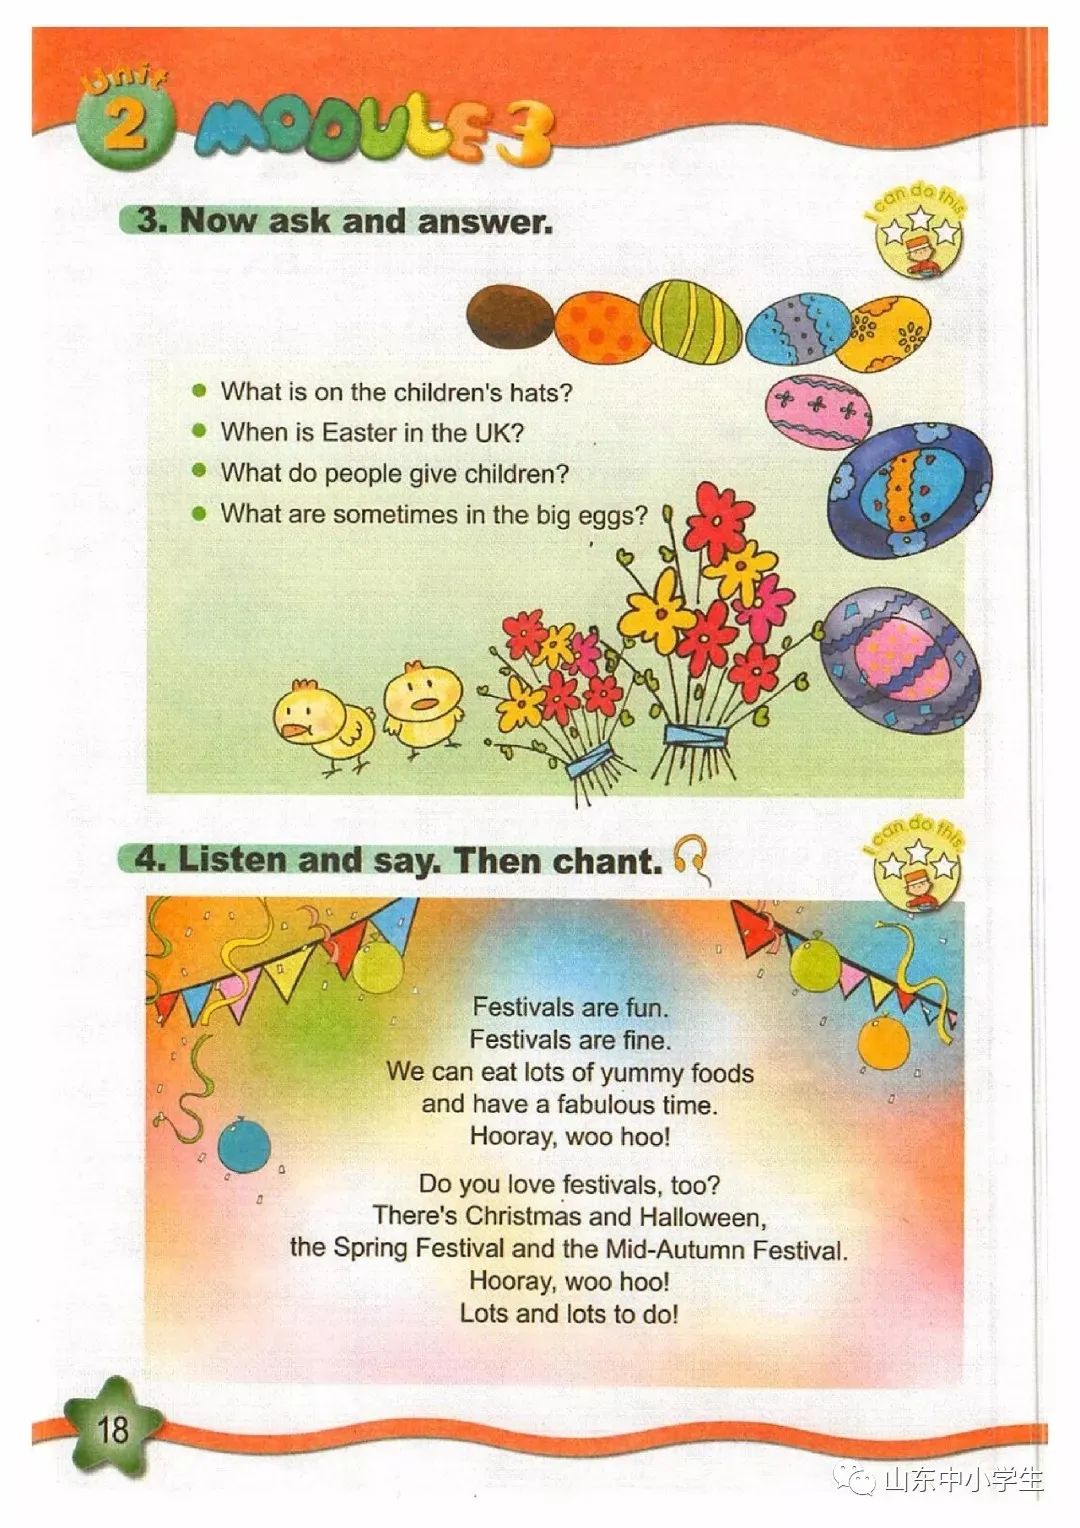 Unit
2 MODULE 3
3. Now ask and answer.
I can do this.
What is on the children's hats?
When is Easter in the UK?
What do people give children?
What are sometimes in the big eggs?
4. Listen and say. Then chant.
I can do this.
Festivals are fun.
Festivals are fine.
We can eat lots of yummy foods
and have a fabulous time.
Hooray, woo hoo!
Do you love festivals, too?
There's Christmas and Halloween,
the Spring Festival and the Mid-Autumn Festival.
Hooray, woo hoo!
Lots and lots to do!
18
山东中小学生